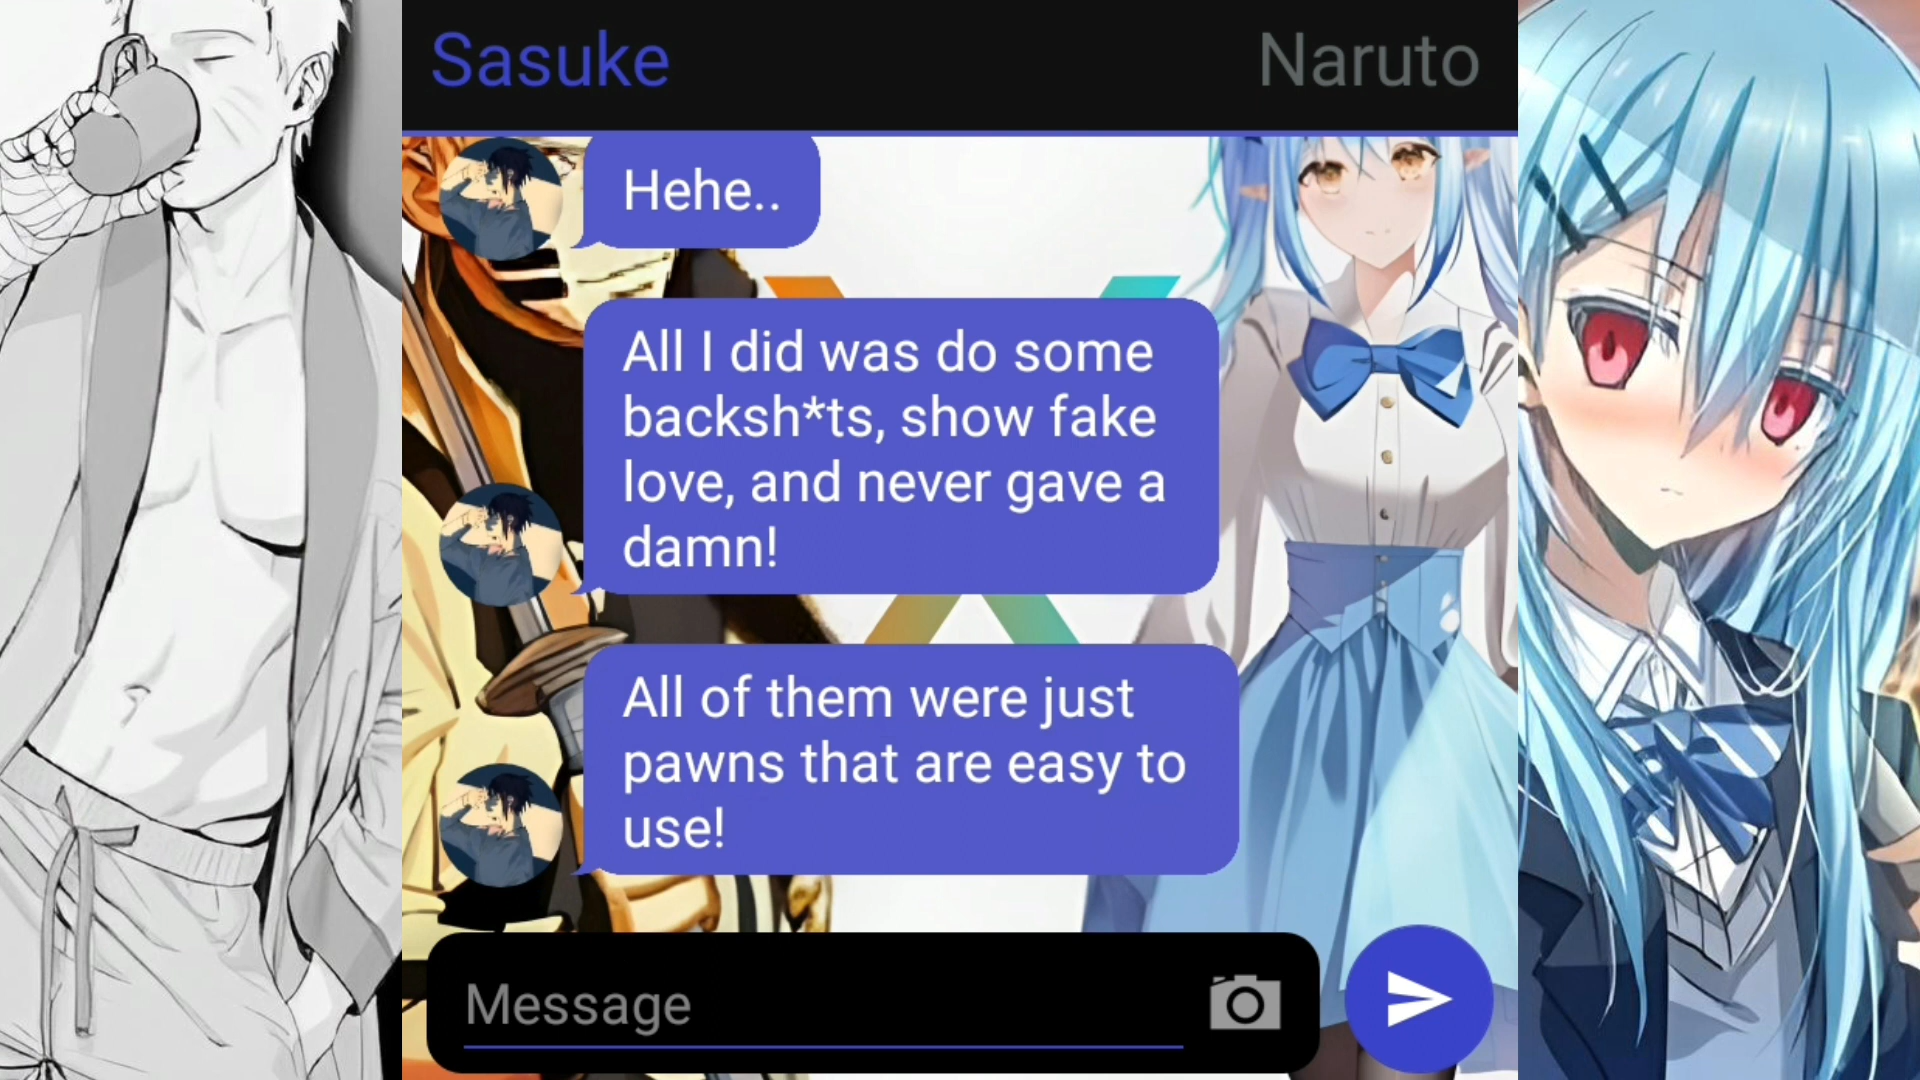 Sasuke
Naruto
Hehe..
All I did was do some
backsh*ts, show fake
love, and never gave a
damn!
All of them were just
pawns that are easy to
use!
Message